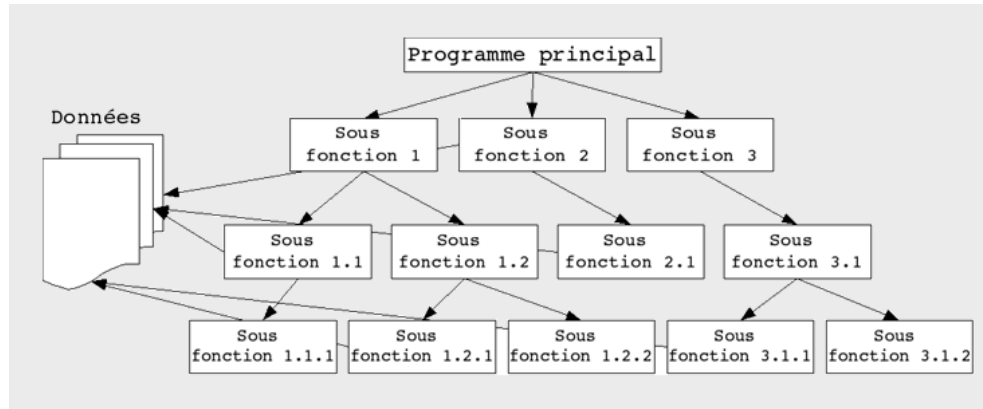 Programme principal
Données
Sous
fonction 1
Sous
fonction 2
Sous
fonction 3
Sous
fonction 1.1
Sous
fonction 1.2
Sous
fonction 2.1
Sous
fonction 3.1
Sous
fonction 1.1.1
Sous
fonction 1.2.1
Sous
fonction 1.2.2
Sous
fonction 3.1.1
Sous
fonction 3.1.2